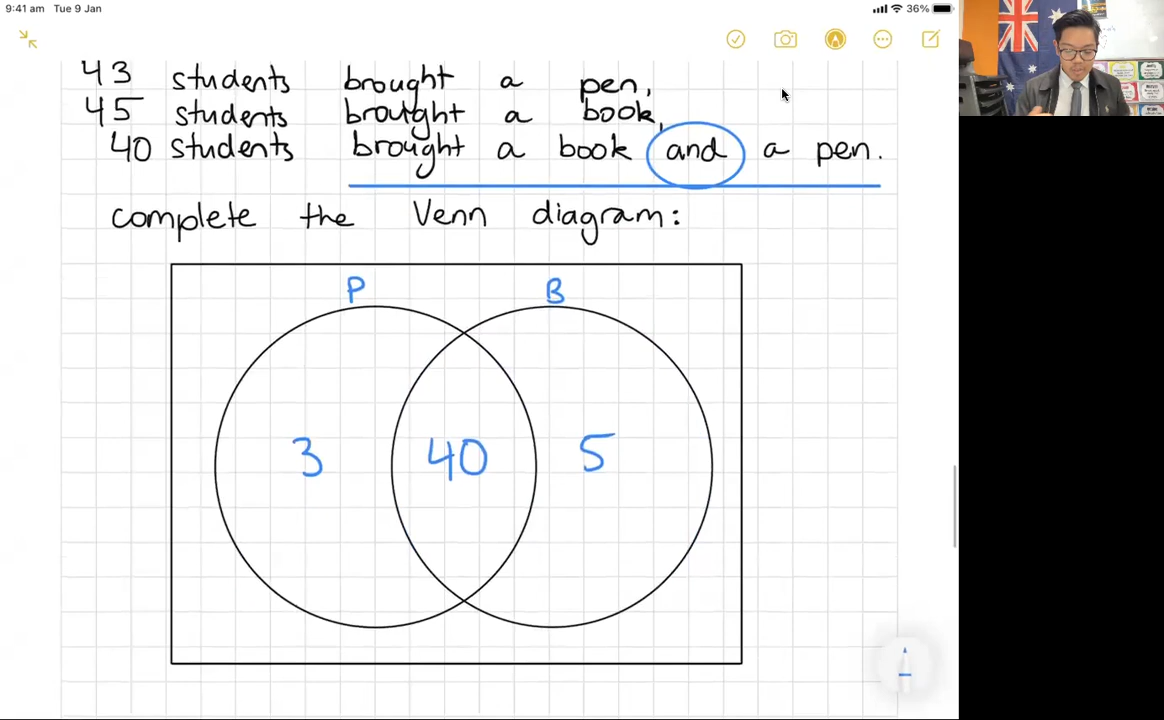 9:41 am Tue 9 Jan 36%
43 students brought a pen,
45 students brought a book,
40 students brought a book and a pen.
complete the Venn diagram:
P B
3 40 5